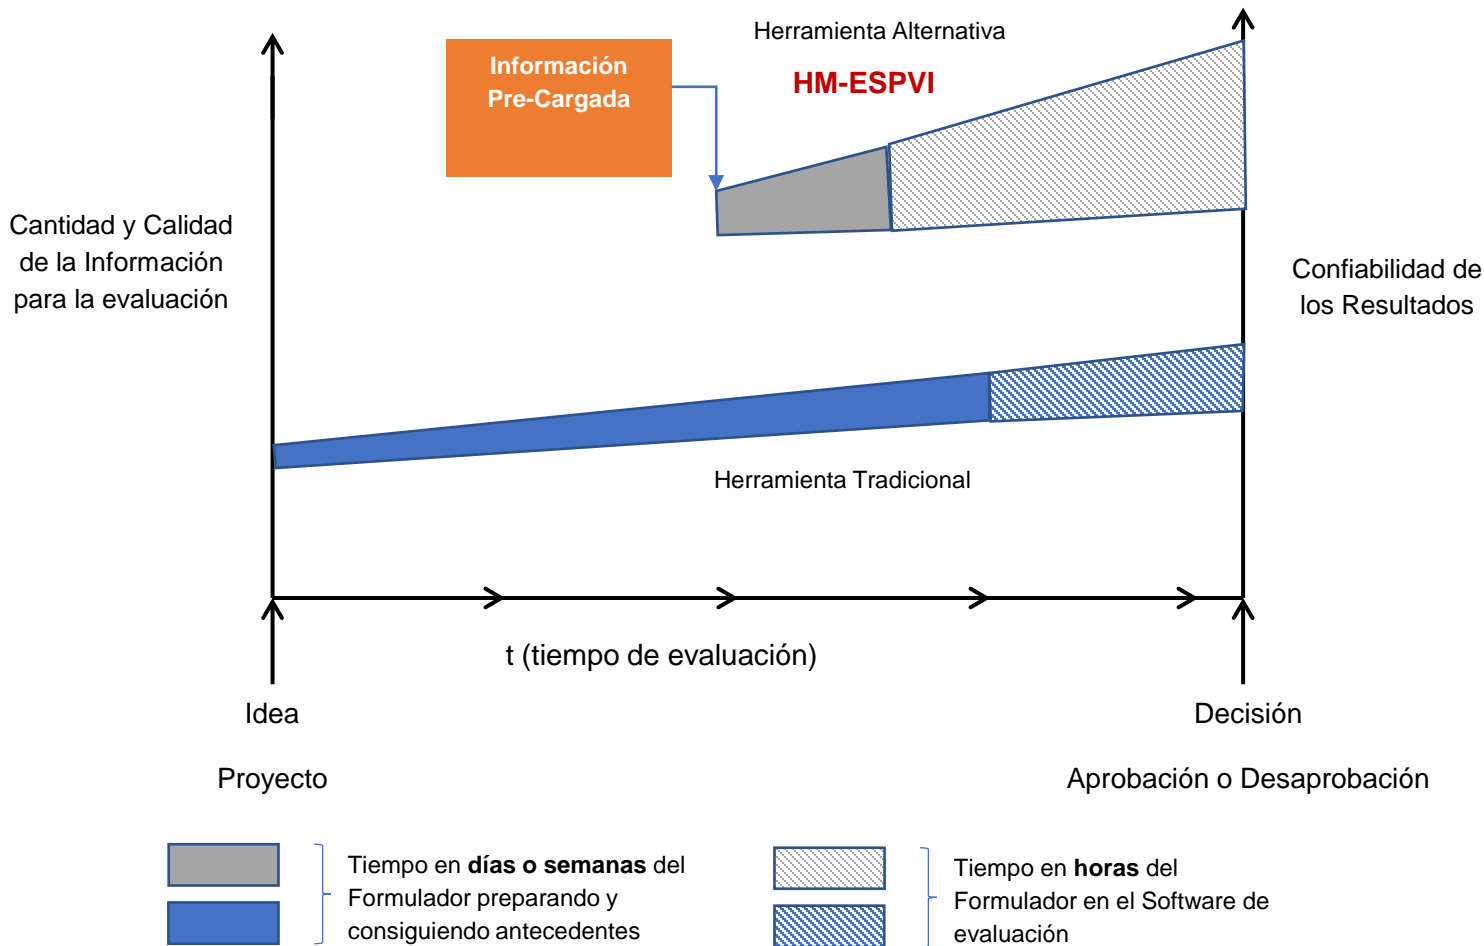 Herramienta Alternativa
HM-ESPVI
Información
Pre-Cargada
Cantidad y Calidad
de la Información
para la evaluación
Confiabilidad de
los Resultados
Herramienta Tradicional
t (tiempo de evaluación)
Idea
Proyecto
Decisión
Aprobación o Desaprobación
Tiempo en días o semanas del
Formulador preparando y
consiguiendo antecedentes
Tiempo en horas del
Formulador en el Software de
evaluación